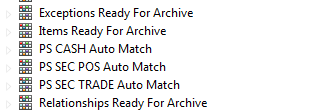 Exceptions Ready For Archive
Items Ready For Archive
PS CASH Auto Match
PS SEC POS Auto Match
PS SEC TRADE Auto Match
Relationships Ready For Archive